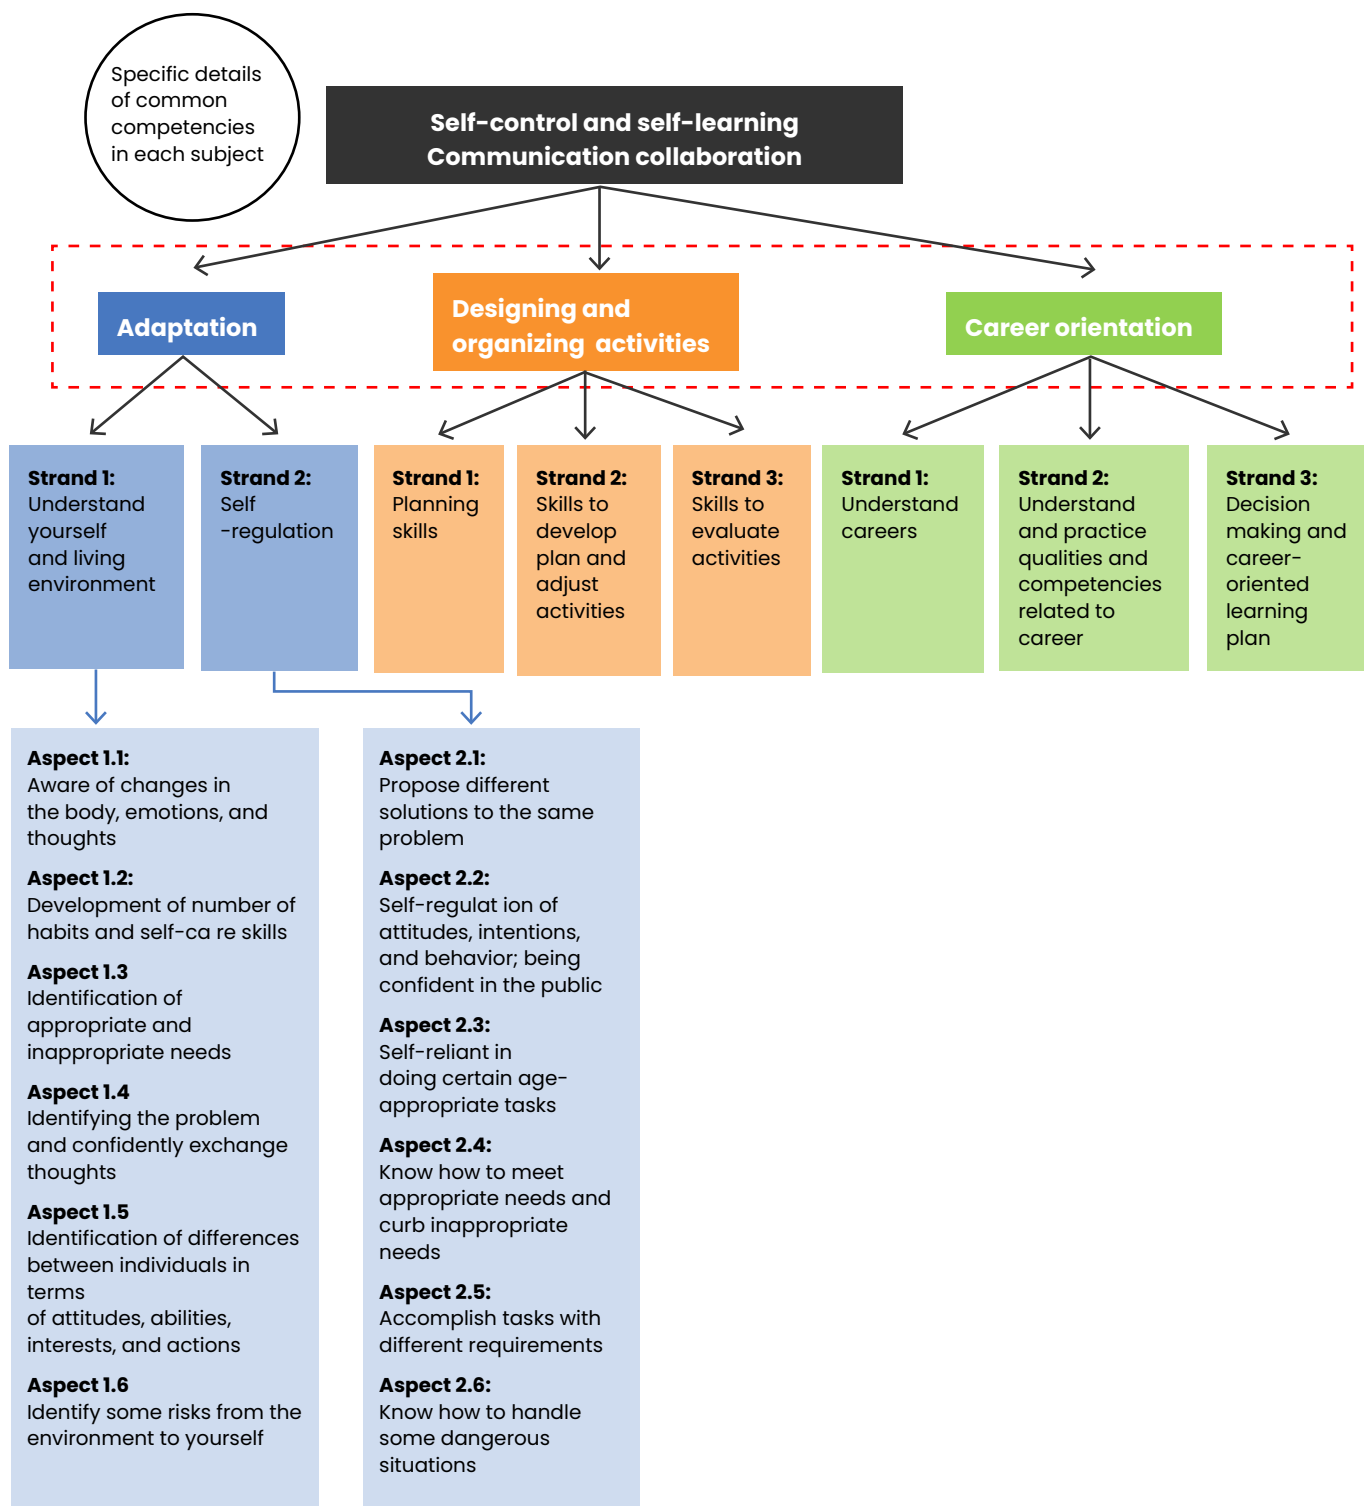 Specific details
of common
competencies
in each subject
Self-control and self-learning
Communication collaboration
Adaptation
Designing and
organizing activities
Career orientation
Strand 1:
Understand
yourself
and living
environment
Strand 2:
Self
-regulation
Strand 1:
Planning
skills
Strand 2:
Skills to
develop
plan and
adjust
activities
Strand 3:
Skills to
evaluate
activities
Strand 1:
Understand
careers
Strand 2:
Understand
and practice
qualities and
competencies
related to
career
Strand 3:
Decision
making and
career-
oriented
learning
plan
Aspect 1.1:
Aware of changes in
the body, emotions, and
thoughts
Aspect 1.2:
Development of number of
habits and self-ca re skills
Aspect 1.3
Identification of
appropriate and
inappropriate needs
Aspect 1.4
Identifying the problem
and confidently exchange
thoughts
Aspect 1.5
Identification of differences
between individuals in
terms
of attitudes, abilities,
interests, and actions
Aspect 1.6
Identify some risks from the
environment to yourself
Aspect 2.1:
Propose different
solutions to the same
problem
Aspect 2.2:
Self-regulat ion of
attitudes, intentions,
and behavior; being
confident in the public
Aspect 2.3:
Self-reliant in
doing certain age-
appropriate tasks
Aspect 2.4:
Know how to meet
appropriate needs and
curb inappropriate
needs
Aspect 2.5:
Accomplish tasks with
different requirements
Aspect 2.6:
Know how to handle
some dangerous
situations